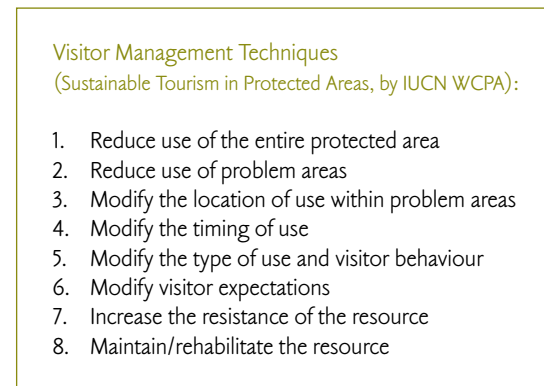 Visitor Management Techniques
(Sustainable Tourism in Protected Areas, by IUCN WCPA):
1. Reduce use of the entire protected area
2. Reduce use of problem areas
3. Modify the location of use within problem areas
4. Modify the timing of use
5. Modify the type of use and visitor behaviour
6. Modify visitor expectations
7. Increase the resistance of the resource
8. Maintain/rehabilitate the resource